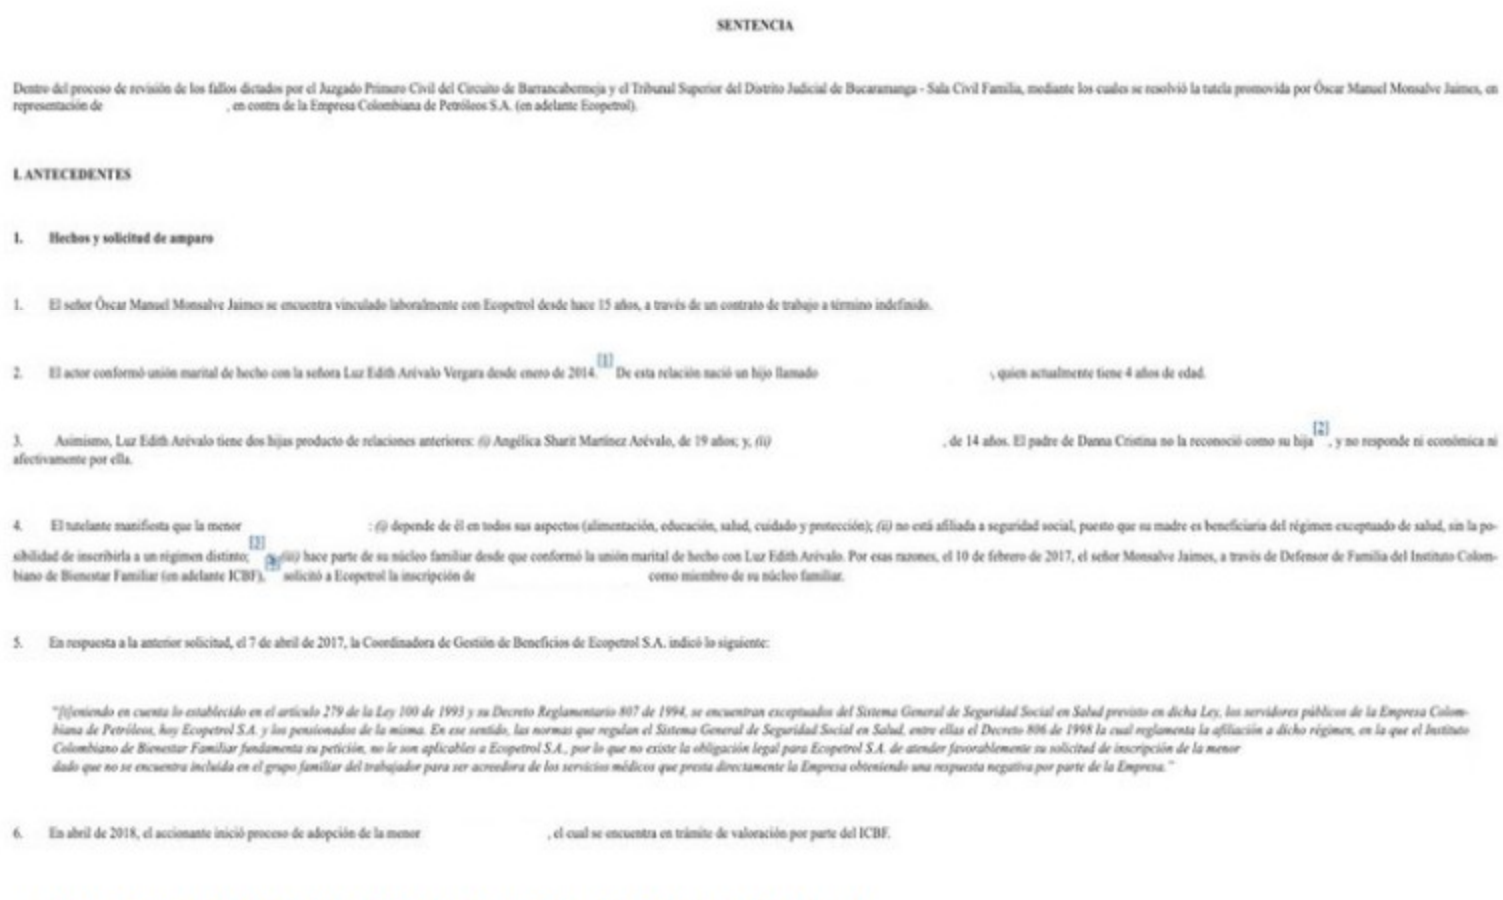 SENTENCIA
Dentro del proceso de revisión de los fallos dictados por el Juzgado Primero Civil del Circuito de Barrancabermeja y el Tribunal Superior del Distrito Judicial de Bucaramanga - Sala Civil Familia, mediante los cuales se resolvió la tutela promovida por Óscar Manuel Monsalve Jaimes, en
representación de , en contra de la Empresa Colombiana de Petróleos S.A. (en adelante Ecopetrol).
I. ANTECEDENTES
1. Hechos y solicitud de amparo
1. El señor Óscar Manuel Monsalve Jaimes se encuentra vinculado laboralmente con Ecopetrol desde hace 15 años, a través de un contrato de trabajo a término indefinido.
2. El actor conformó unión marital de hecho con la señora Luz Edith Arévalo Vergara desde enero de 2014.[1] De esta relación nació un hijo llamado , quien actualmente tiene 4 años de edad.
3. Asimismo, Luz Edith Arévalo tiene dos hijas producto de relaciones anteriores: (i) Angélica Sharit Martínez Arévalo, de 19 años; y, (ii) , de 14 años. El padre de Danna Cristina no la reconoció como su hija[2], y no responde ni económica ni
afectivamente por ella.
4. El tutelante manifiesta que la menor : (i) depende de él en todos sus aspectos (alimentación, educación, salud, cuidado y protección); (ii) no está afiliada a seguridad social, puesto que su madre es beneficiaria del régimen exceptuado de salud, sin la po-
sibilidad de inscribirla a un régimen distinto;[3] (iii) hace parte de su núcleo familiar desde que conformó la unión marital de hecho con Luz Edith Arévalo. Por esas razones, el 10 de febrero de 2017, el señor Monsalve Jaimes, a través de Defensor de Familia del Instituto Colom-
biano de Bienestar Familiar (en adelante ICBF), solicitó a Ecopetrol la inscripción de como miembro de su núcleo familiar.
5. En respuesta a la anterior solicitud, el 7 de abril de 2017, la Coordinadora de Gestión de Beneficios de Ecopetrol S.A. indicó lo siguiente:
"[t]eniendo en cuenta lo establecido en el artículo 279 de la Ley 100 de 1993 y su Decreto Reglamentario 807 de 1994, se encuentran exceptuados del Sistema General de Seguridad Social en Salud previsto en dicha Ley, los servidores públicos de la Empresa Colom-
biana de Petróleos, hoy Ecopetrol S.A. y los pensionados de la misma. En ese sentido, las normas que regulan el Sistema General de Seguridad Social en Salud, entre ellas el Decreto 806 de 1998 la cual reglamenta la afiliación a dicho régimen, en la que el Instituto
Colombiano de Bienestar Familiar fundamenta su petición, no le son aplicables a Ecopetrol S.A., por lo que no existe la obligación legal para Ecopetrol S.A. de atender favorablemente su solicitud de inscripción de la menor
dado que no se encuentra incluida en el grupo familiar del trabajador para ser acreedora de los servicios médicos que presta directamente la Empresa obteniendo una respuesta negativa por parte de la Empresa."
6. En abril de 2018, el accionante inició proceso de adopción de la menor , el cual se encuentra en trámite de valoración por parte del ICBF.